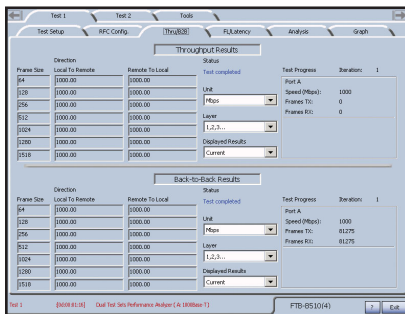 Test 1 Test 2 Tools
Test Setup RFC Config. Thru/B2B FL/Latency Analysis Graph
Throughput Results
Direction Status
Frame Size Local To Remote Remote To Local Test completed Test Progress Iteration: 1
64 1000.00 1000.00 Port A
128 1000.00 1000.00 Unit Speed (Mbps): 1000
256 1000.00 1000.00 Mbps Frames TX: 0
512 1000.00 1000.00 Layer Frames RX: 0
1024 1000.00 1000.00 1,2,3...
1280 1000.00 1000.00 Displayed Results
1518 1000.00 1000.00 Current
Back-to-Back Results
Direction Status
Frame Size Local To Remote Remote To Local Test completed Test Progress Iteration: 1
64 1000.00 1000.00 Port A
128 1000.00 1000.00 Unit Speed (Mbps): 1000
256 1000.00 1000.00 Mbps Frames TX: 81275
512 1000.00 1000.00 Layer Frames RX: 81275
1024 1000.00 1000.00 1,2,3...
1280 1000.00 1000.00 Displayed Results
1518 1000.00 1000.00 Current
Test 1 Dual Test Sets Performance Analyzer ( A: 1000Base-T) FTB-8510(4) ? Exit